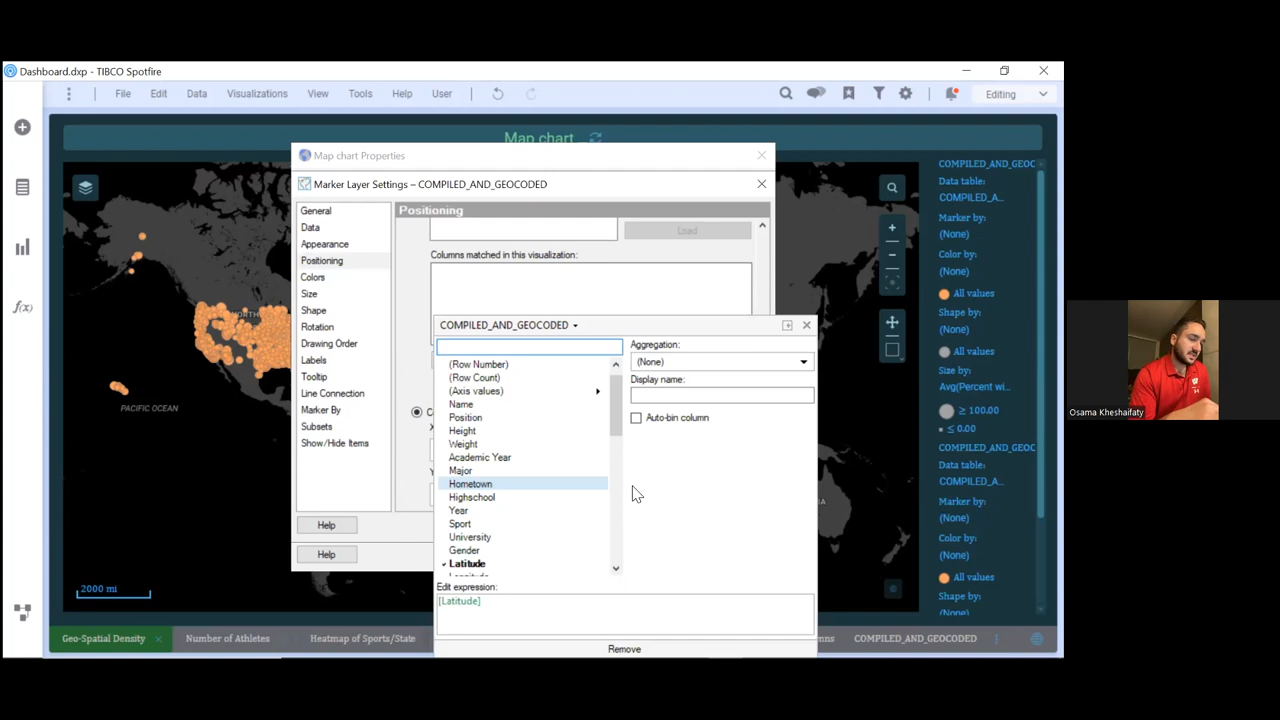 Dashboard.dxp - TIBCO Spotfire
File Edit Data Visualizations View Tools Help User
Editing
Map chart
Map chart Properties
Marker Layer Settings – COMPILED_AND_GEOCODED
General
Data
Appearance
Positioning
Colors
Size
Shape
Rotation
Drawing Order
Labels
Tooltip
Line Connection
Marker By
Subsets
Show/Hide Items
Help
Help
Positioning
Load
Columns matched in this visualization:
COMPILED_AND_GEOCODED
(Row Number)
(Row Count)
(Axis values)
Name
Position
Height
Weight
Academic Year
Major
Hometown
Highschool
Year
Sport
University
Gender
Latitude
Aggregation:
(None)
Display name:
Auto-bin column
Edit expression:
[Latitude]
Remove
NORTH
PACIFIC OCEAN
2000 mi
COMPILED_AND_GEOC
Data table:
COMPILED_A...
Marker by:
(None)
Color by:
(None)
All values
Shape by:
(None)
All values
Size by:
Avg(Percent wi...
≥ 100.00
≤ 0.00
COMPILED_AND_GEOC
Data table:
COMPILED_A...
Marker by:
(None)
Color by:
(None)
All values
Shape by:
(None)
Geo-Spatial Density
Number of Athletes
Heatmap of Sports/State
COMPILED_AND_GEOCODED
Osama Kheshaifaty
f(x)